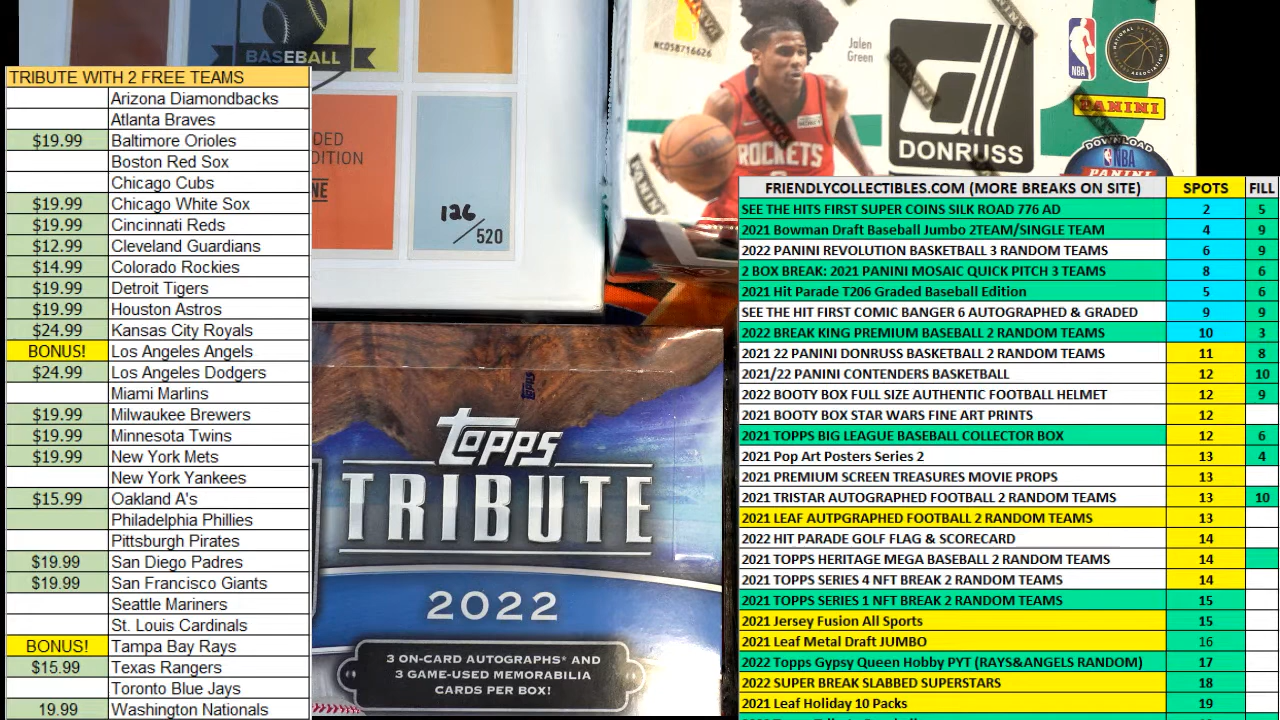 TRIBUTE WITH 2 FREE TEAMS
Arizona Diamondbacks
Atlanta Braves
$19.99 Baltimore Orioles
Boston Red Sox
Chicago Cubs
$19.99 Chicago White Sox
$19.99 Cincinnati Reds
$12.99 Cleveland Guardians
$14.99 Colorado Rockies
$19.99 Detroit Tigers
$19.99 Houston Astros
$24.99 Kansas City Royals
BONUS! Los Angeles Angels
$24.99 Los Angeles Dodgers
Miami Marlins
$19.99 Milwaukee Brewers
$19.99 Minnesota Twins
$19.99 New York Mets
New York Yankees
$15.99 Oakland A's
Philadelphia Phillies
Pittsburgh Pirates
$19.99 San Diego Padres
$19.99 San Francisco Giants
Seattle Mariners
St. Louis Cardinals
BONUS! Tampa Bay Rays
$15.99 Texas Rangers
Toronto Blue Jays
19.99 Washington Nationals
BASEBALL
DED
DITION
NE
126/520
topps
TOPPS
TRIBUTE
2022
3 ON-CARD AUTOGRAPHS* AND
3 GAME-USED MEMORABILIA
CARDS PER BOX!
NCOS8716626
Jalen
Green
ROCKETS
DONRUSS
NBA
NATIONAL BASKETBALL ASSOCIATION
PANINI
DOWNLOAD
NBA
PANINI
FRIENDLYCOLLECTIBLES.COM (MORE BREAKS ON SITE) SPOTS FILL
SEE THE HITS FIRST SUPER COINS SILK ROAD 776 AD 2 5
2021 Bowman Draft Baseball Jumbo 2TEAM/SINGLE TEAM 4 9
2022 PANINI REVOLUTION BASKETBALL 3 RANDOM TEAMS 6 9
2 BOX BREAK: 2021 PANINI MOSAIC QUICK PITCH 3 TEAMS 8 6
2021 Hit Parade T206 Graded Baseball Edition 5 6
SEE THE HIT FIRST COMIC BANGER 6 AUTOGRAPHED & GRADED 9 9
2022 BREAK KING PREMIUM BASEBALL 2 RANDOM TEAMS 10 3
2021 22 PANINI DONRUSS BASKETBALL 2 RANDOM TEAMS 11 8
2021/22 PANINI CONTENDERS BASKETBALL 12 10
2022 BOOTY BOX FULL SIZE AUTHENTIC FOOTBALL HELMET 12 9
2021 BOOTY BOX STAR WARS FINE ART PRINTS 12
2021 TOPPS BIG LEAGUE BASEBALL COLLECTOR BOX 12 6
2021 Pop Art Posters Series 2 13 4
2021 PREMIUM SCREEN TREASURES MOVIE PROPS 13
2021 TRISTAR AUTOGRAPHED FOOTBALL 2 RANDOM TEAMS 13 10
2021 LEAF AUTPGRAPHED FOOTBALL 2 RANDOM TEAMS 13
2022 HIT PARADE GOLF FLAG & SCORECARD 14
2021 TOPPS HERITAGE MEGA BASEBALL 2 RANDOM TEAMS 14
2021 TOPPS SERIES 4 NFT BREAK 2 RANDOM TEAMS 14
2021 TOPPS SERIES 1 NFT BREAK 2 RANDOM TEAMS 15
2021 Jersey Fusion All Sports 15
2021 Leaf Metal Draft JUMBO 16
2022 Topps Gypsy Queen Hobby PYT (RAYS&ANGELS RANDOM) 17
2022 SUPER BREAK SLABBED SUPERSTARS 18
2021 Leaf Holiday 10 Packs 19